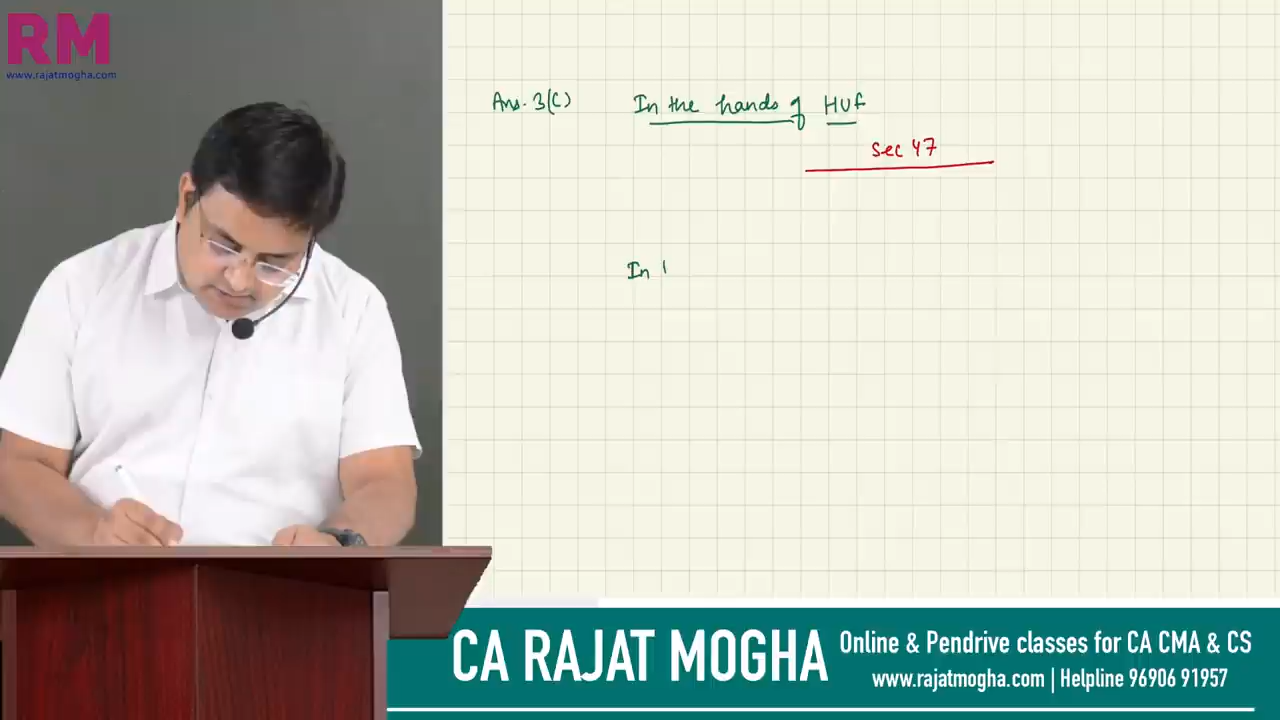 RM
www.rajatmogha.com
Ans. 3(C) In the hands of HUF
Sec 47
In
CA RAJAT MOGHA
Online & Pendrive classes for CA CMA & CS
www.rajatmogha.com | Helpline 96906 91957